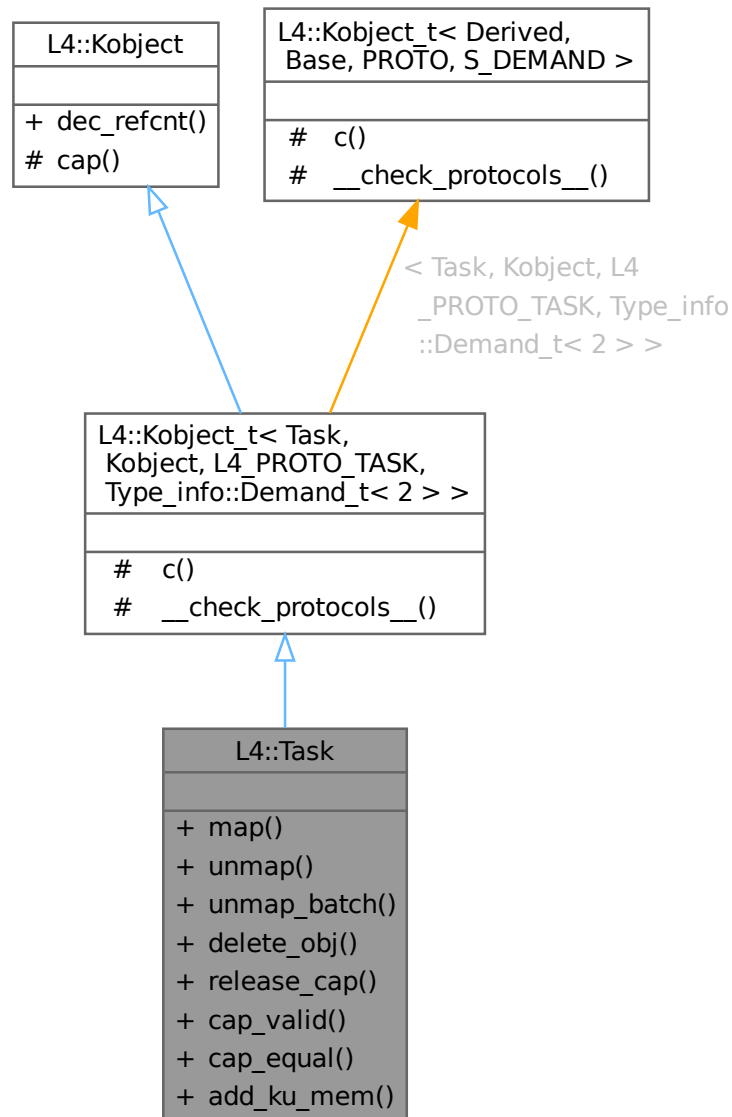 L4::Kobject
+ dec_refcnt()
# cap()
L4::Kobject_t< Derived,
Base, PROTO, S_DEMAND >
# c()
# __check_protocols__()
< Task, Kobject, L4
_PROTO_TASK, Type_info
::Demand_t< 2 > >
L4::Kobject_t< Task,
Kobject, L4_PROTO_TASK,
Type_info::Demand_t< 2 > >
# c()
# __check_protocols__()
L4::Task
+ map()
+ unmap()
+ unmap_batch()
+ delete_obj()
+ release_cap()
+ cap_valid()
+ cap_equal()
+ add_ku_mem()